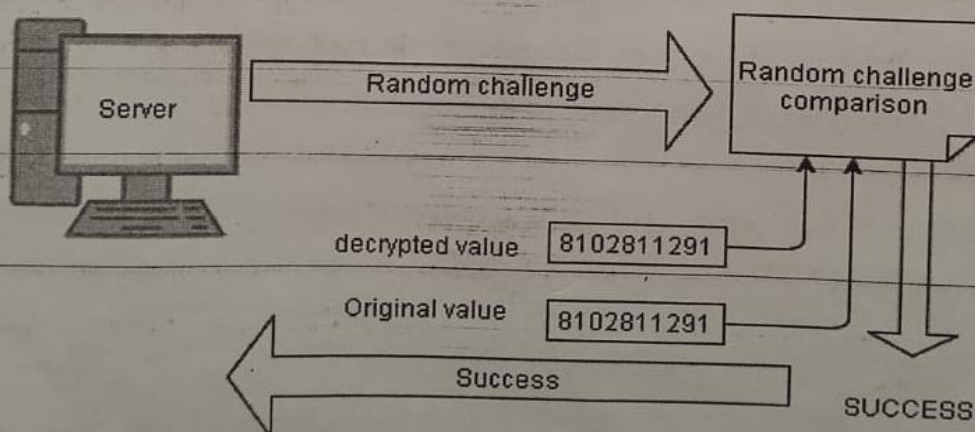 Server
Random challenge
Random challenge
comparison
decrypted value
8102811291
Original value
8102811291
Success
SUCCESS